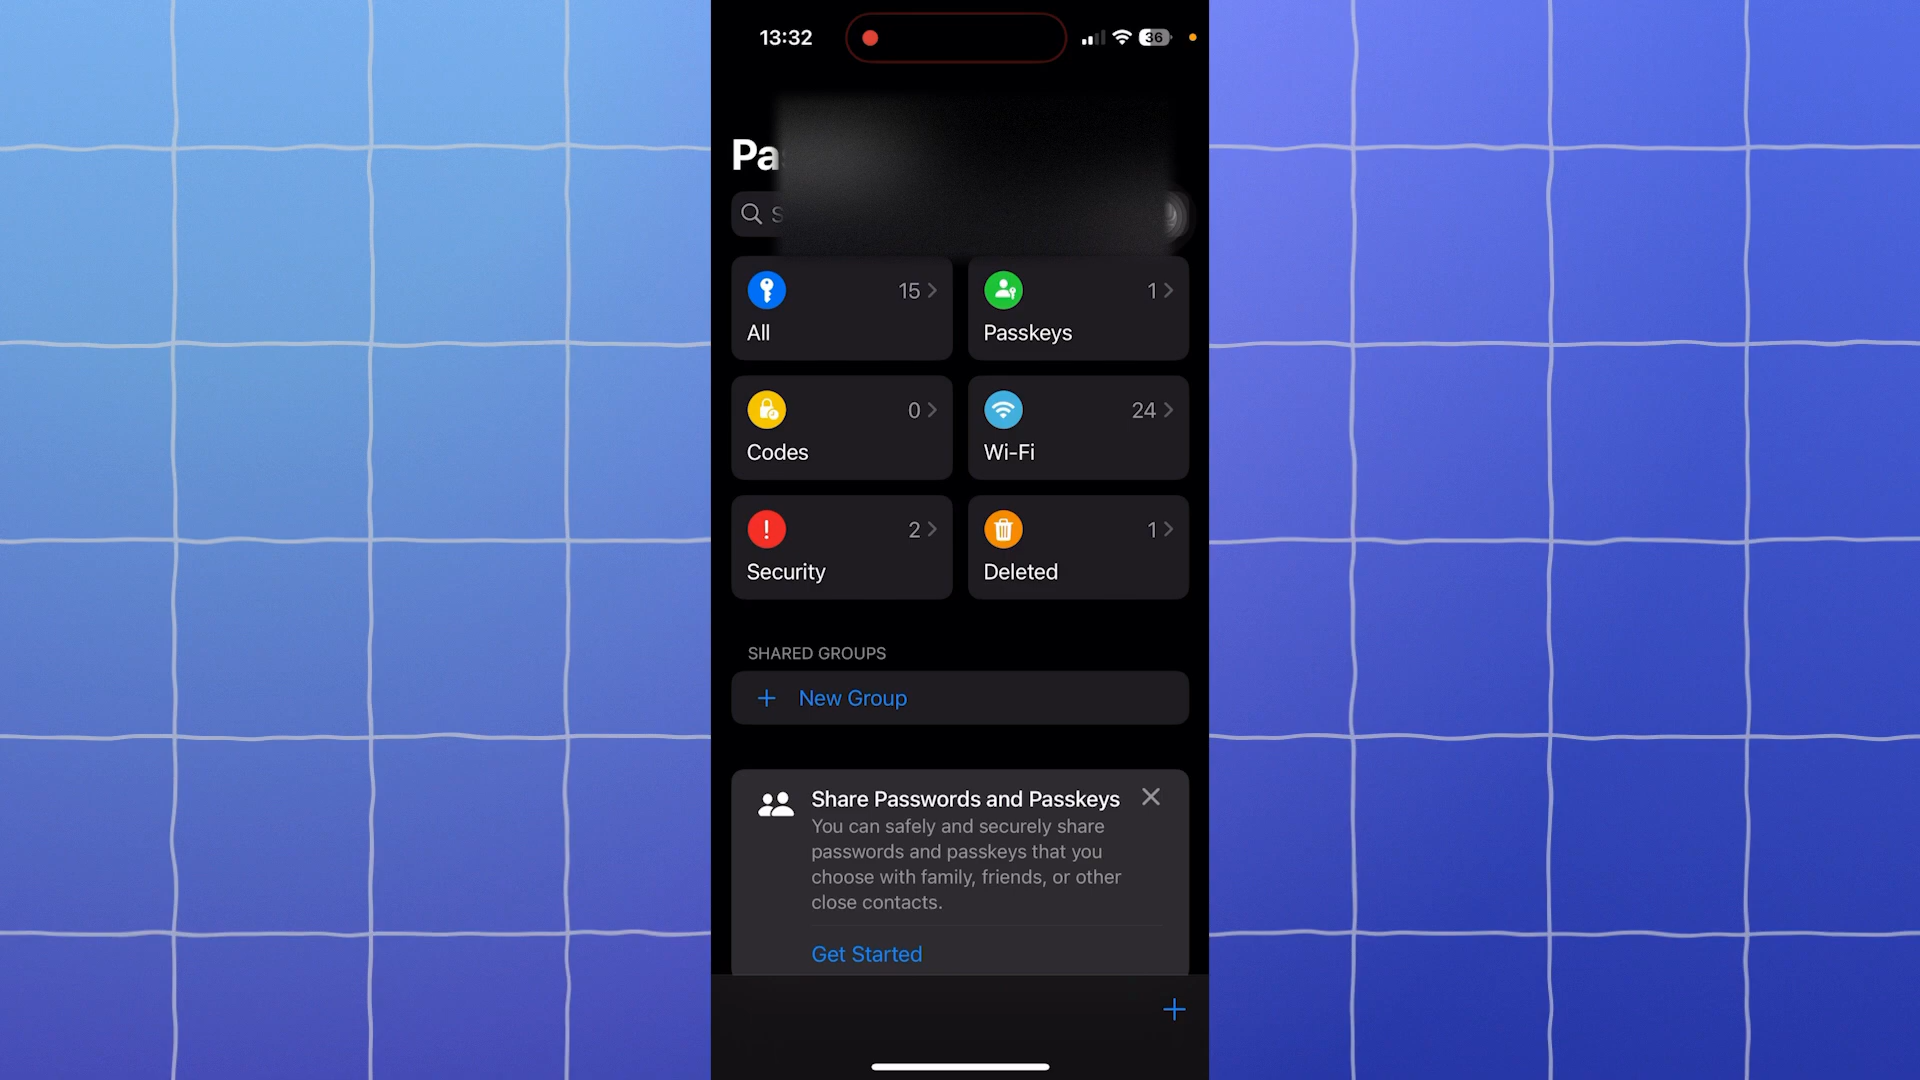 13:32
36
Pa
S
All
15
Passkeys
1
Codes
0
Wi-Fi
24
Security
2
Deleted
1
SHARED GROUPS
+ New Group
Share Passwords and Passkeys
You can safely and securely share
passwords and passkeys that you
choose with family, friends, or other
close contacts.
Get Started